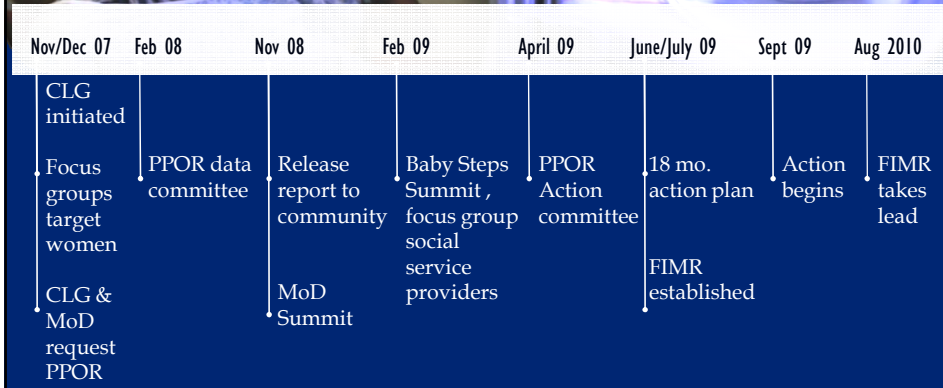 Nov/Dec 07 Feb 08 Nov 08 Feb 09 April 09 June/July 09 Sept 09 Aug 2010
CLG
initiated
Focus
groups
target
women
CLG &
MoD
request
PPOR
PPOR data
committee
Release
report to
community
MoD
Summit
Baby Steps
Summit ,
focus group
social
service
providers
PPOR
Action
committee
18 mo.
action plan
FIMR
established
Action
begins
FIMR
takes
lead